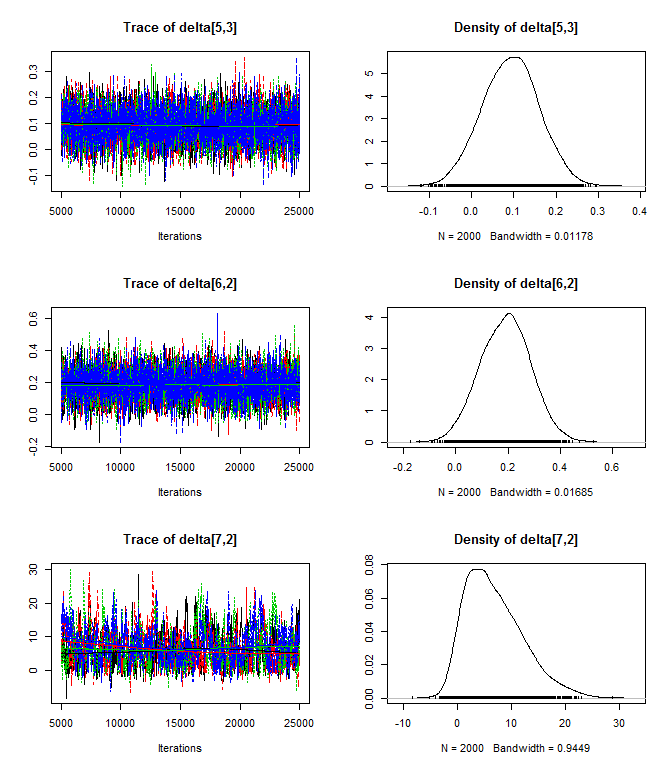 Trace of delta[5,3]
Density of delta[5,3]
-0.1 0.0 0.1 0.2 0.3
0 1 2 3 4 5
5000 10000 15000 20000 25000
-0.1 0.0 0.1 0.2 0.3 0.4
Iterations
N = 2000 Bandwidth = 0.01178
Trace of delta[6,2]
Density of delta[6,2]
-0.2 0.0 0.2 0.4 0.6
0 1 2 3 4
5000 10000 15000 20000 25000
-0.2 0.0 0.2 0.4 0.6
Iterations
N = 2000 Bandwidth = 0.01685
Trace of delta[7,2]
Density of delta[7,2]
0 10 20 30
0.00 0.02 0.04 0.06 0.08
5000 10000 15000 20000 25000
-10 0 10 20 30
Iterations
N = 2000 Bandwidth = 0.9449